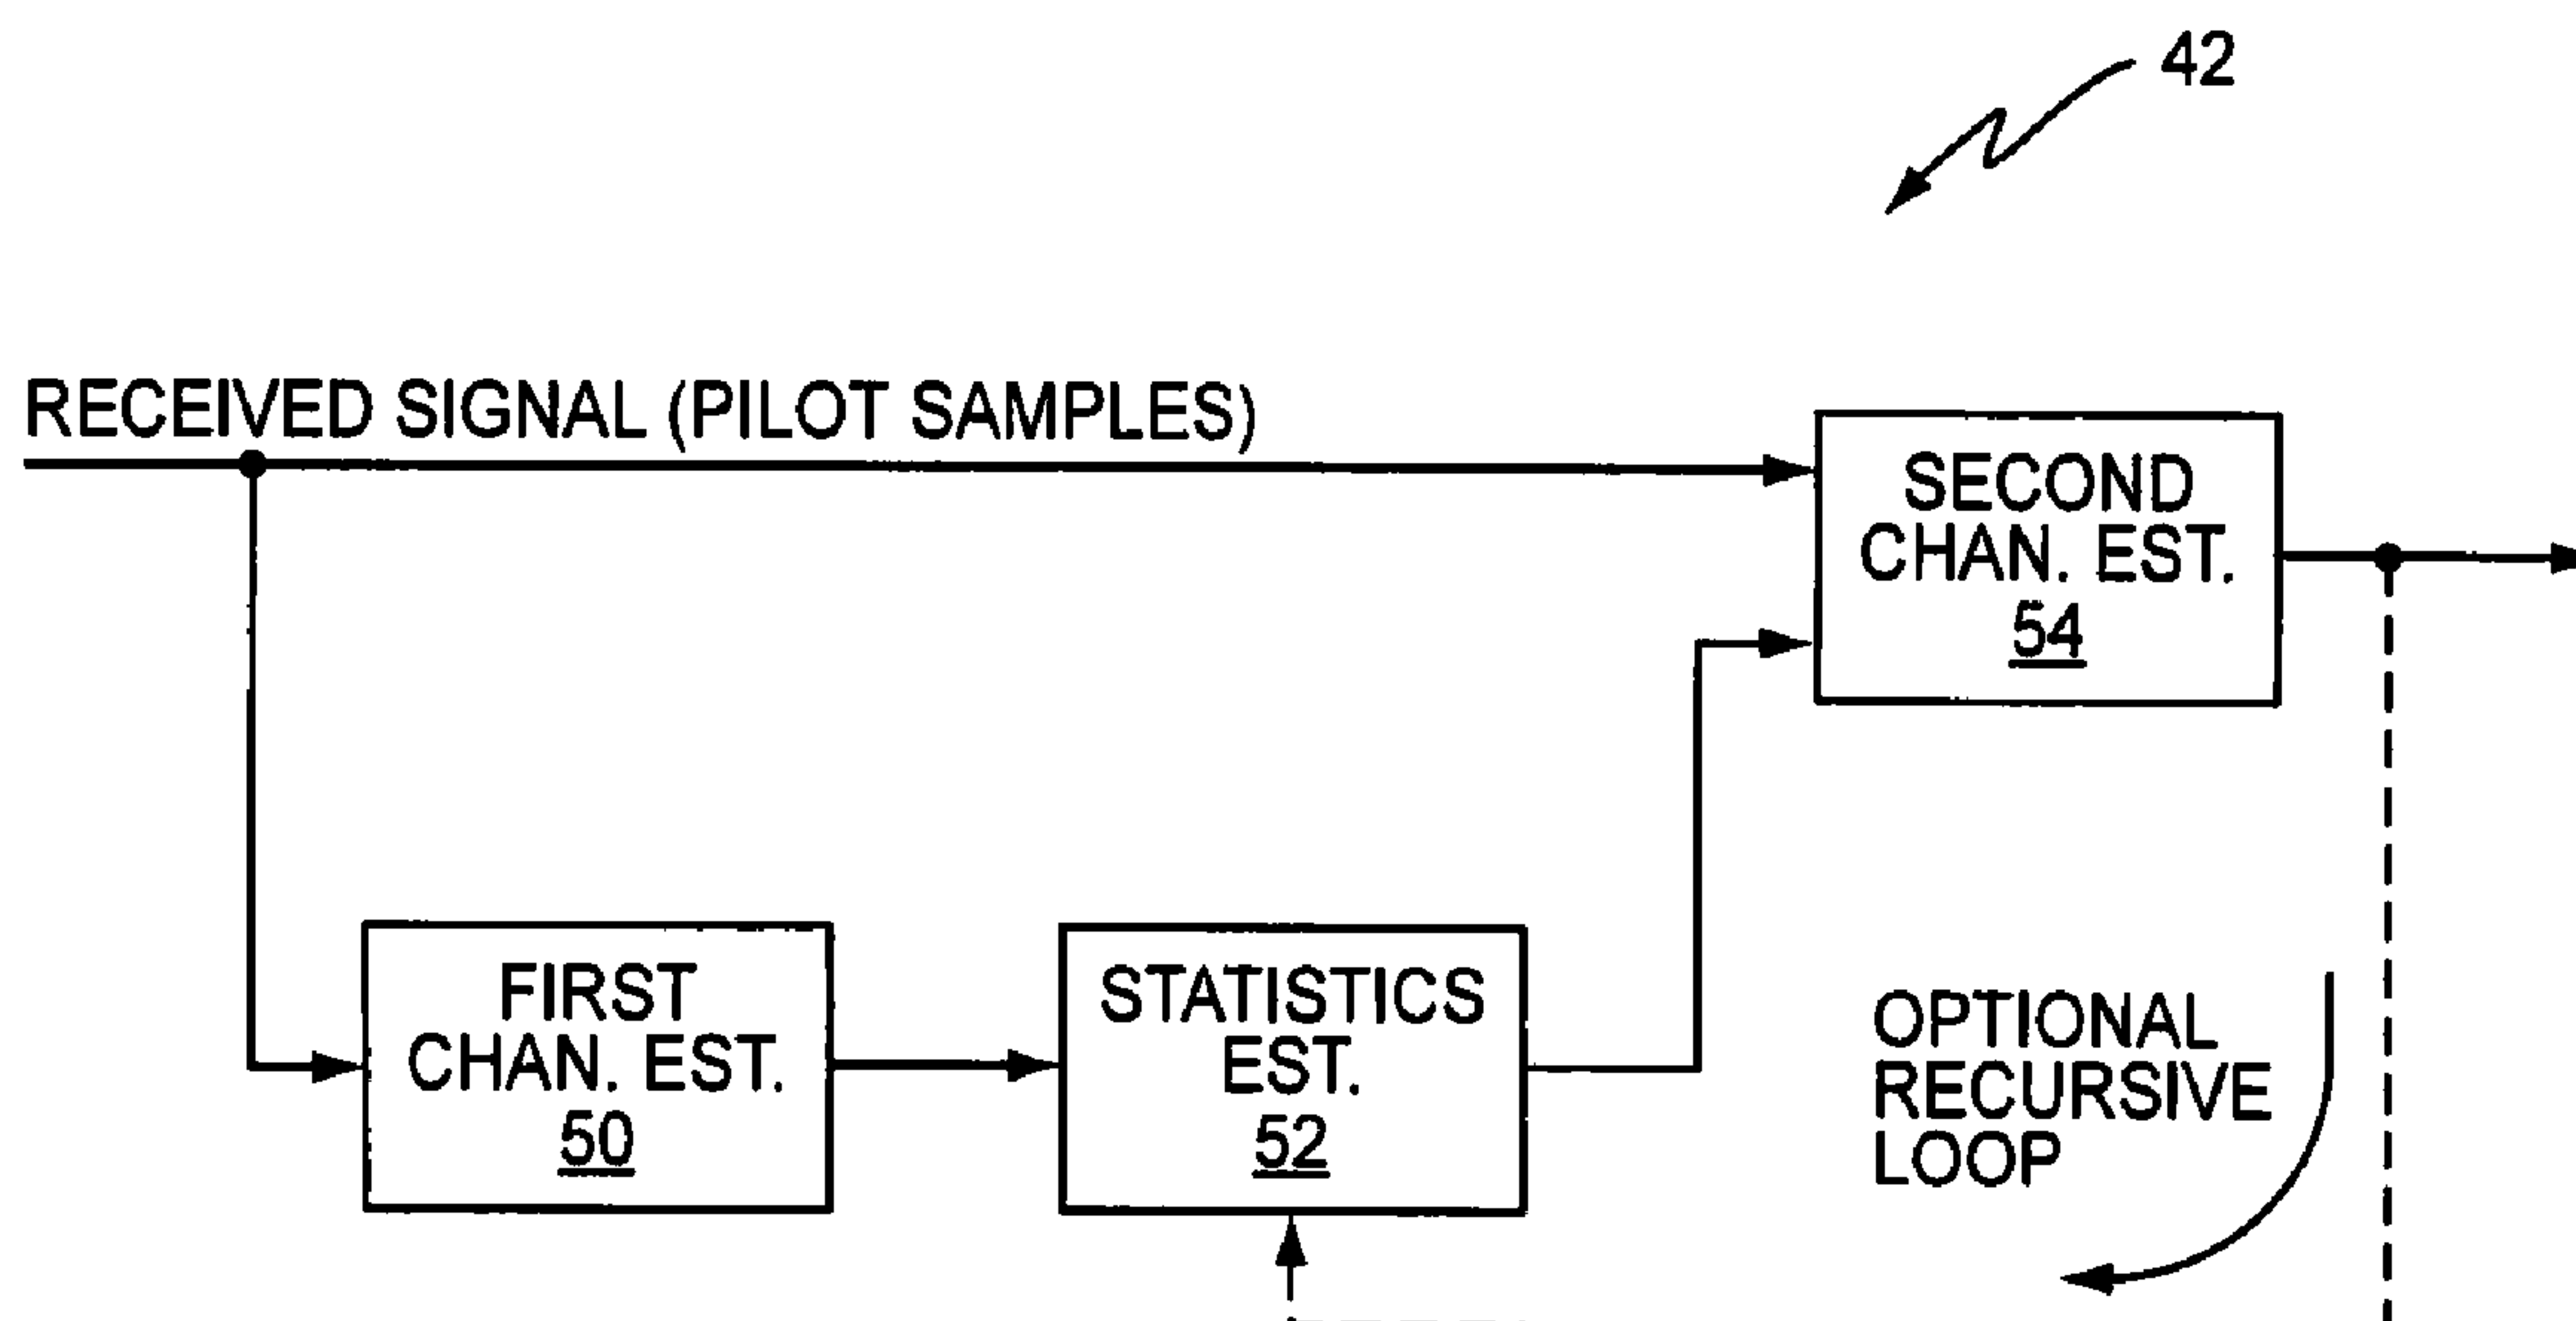 42
RECEIVED SIGNAL (PILOT SAMPLES)
SECOND
CHAN. EST.
54
FIRST
CHAN. EST.
50
STATISTICS
EST.
52
OPTIONAL
RECURSIVE
LOOP